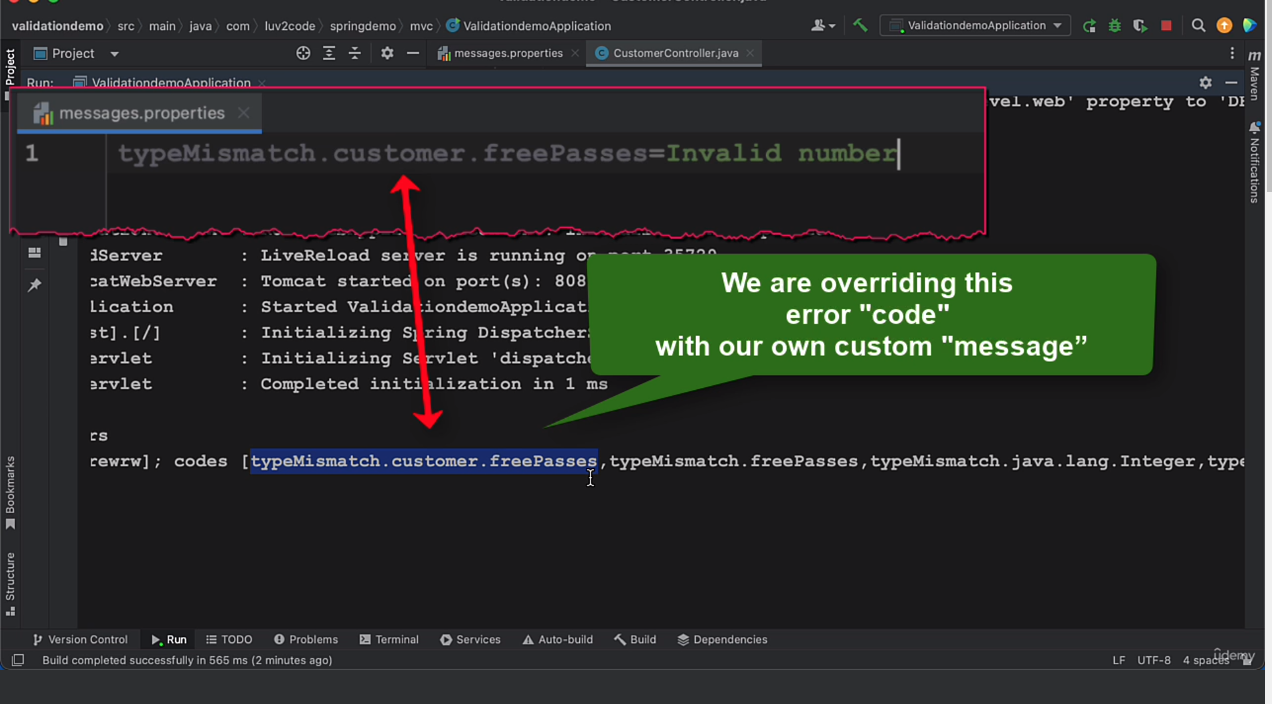 validationdemo src main java com luv2code springdemo mvc ValidationdemoApplication
ValidationdemoApplication
Project
Project
messages.properties
CustomerController.java
Maven
Run: ValidationdemoApplication
vel.web' property to 'DE
messages.properties
1 typeMismatch.customer.freePasses=Invalid number
Notifications
dServer : LiveReload server is running on port 35729
catWebServer : Tomcat started on port(s): 808
lication : Started ValidationdemoApplicat
st].[/] : Initializing Spring Dispatcher
ervlet : Initializing Servlet 'dispatche
ervlet : Completed initialization in 1 ms
We are overriding this
error "code"
with our own custom "message”
rs
rewrw]; codes [typeMismatch.customer.freePasses,typeMismatch.freePasses,typeMismatch.java.lang.Integer,type
Bookmarks
Structure
Version Control Run TODO Problems Terminal Services Auto-build Build Dependencies
Build completed successfully in 565 ms (2 minutes ago)
LF UTF-8 4 spaces
udemy